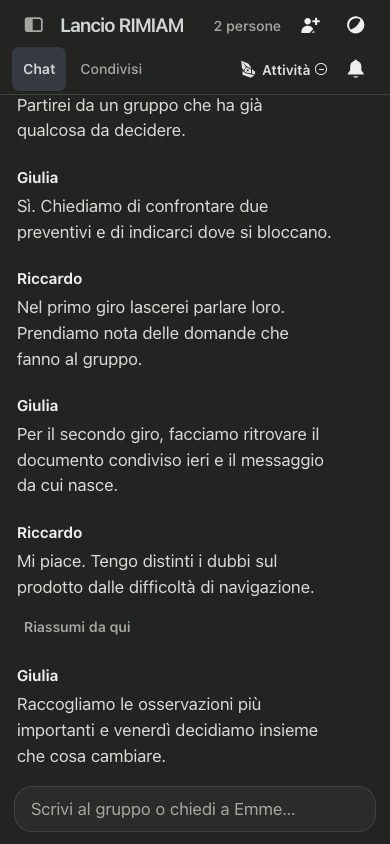 Lancio RIMIAM
2 persone
Chat
Condivisi
Attività
Partirei da un gruppo che ha già
qualcosa da decidere.
Giulia
Sì. Chiediamo di confrontare due
preventivi e di indicarci dove si bloccano.
Riccardo
Nel primo giro lascerei parlare loro.
Prendiamo nota delle domande che
fanno al gruppo.
Giulia
Per il secondo giro, facciamo ritrovare il
documento condiviso ieri e il messaggio
da cui nasce.
Riccardo
Mi piace. Tengo distinti i dubbi sul
prodotto dalle difficoltà di navigazione.
Riassumi da qui
Giulia
Raccogliamo le osservazioni più
importanti e venerdì decidiamo insieme
che cosa cambiare.
Scrivi al gruppo o chiedi a Emme...